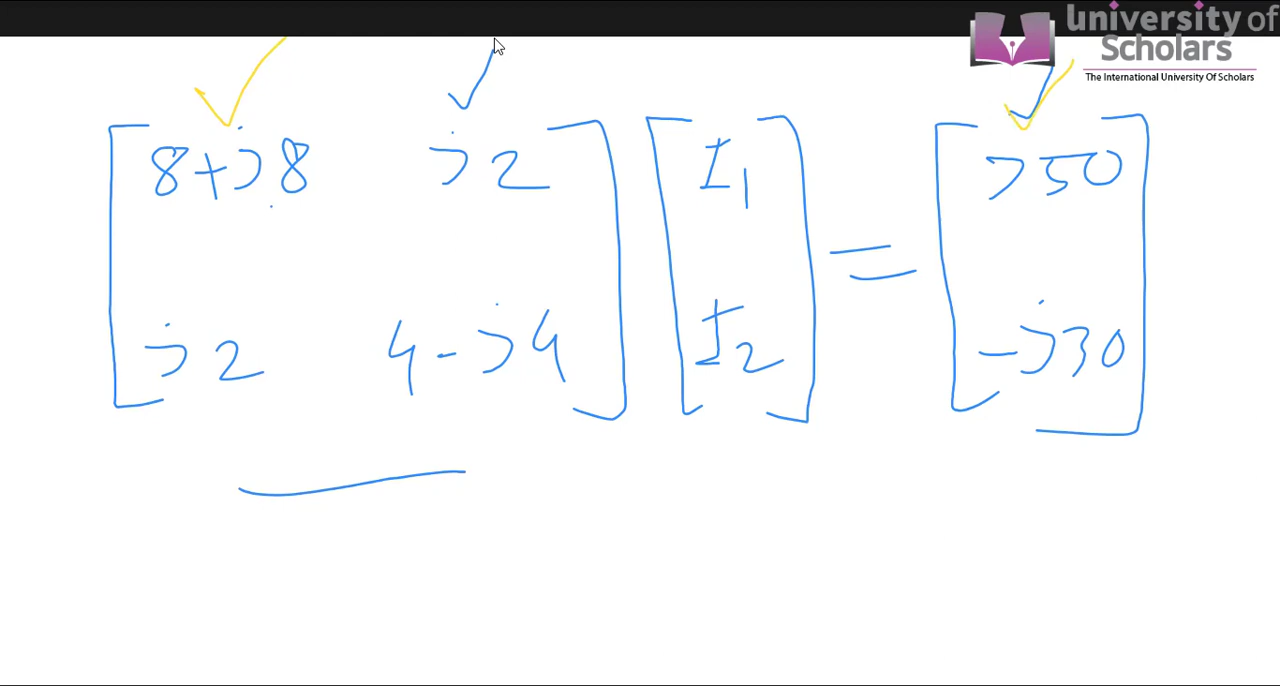 University of
Scholars
The International University Of Scholars
8+j8 j2 I1 = j50
j2 4-j4 I2 -j30